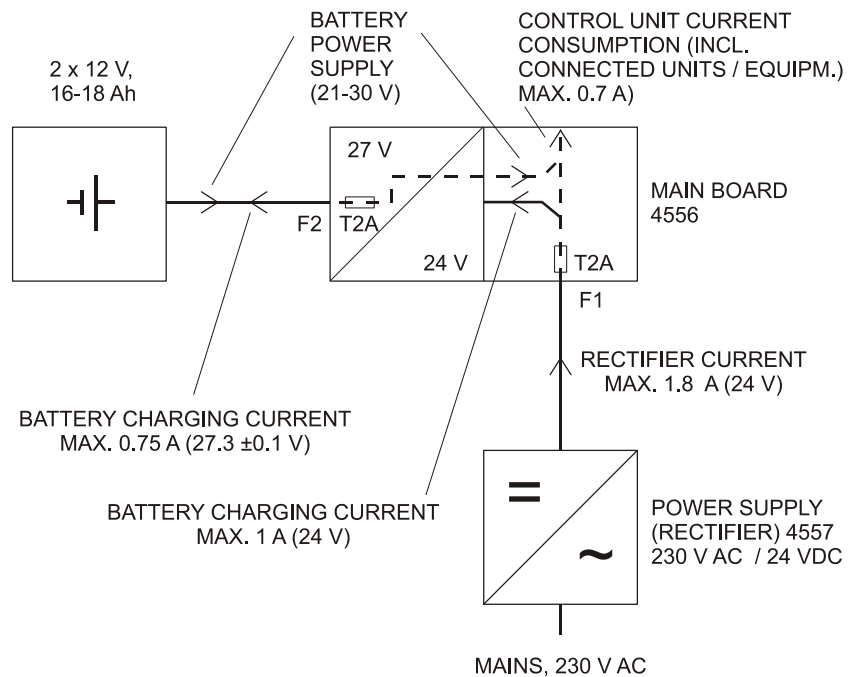 BATTERY
POWER
SUPPLY
(21-30 V)
CONTROL UNIT CURRENT
CONSUMPTION (INCL.
CONNECTED UNITS / EQUIPM.)
MAX. 0.7 A)
2 x 12 V,
16-18 Ah
27 V
F2
T2A
24 V
MAIN BOARD
4556
T2A
F1
RECTIFIER CURRENT
MAX. 1.8 A (24 V)
BATTERY CHARGING CURRENT
MAX. 0.75 A (27.3 ±0.1 V)
BATTERY CHARGING CURRENT
MAX. 1 A (24 V)
=
~
POWER SUPPLY
(RECTIFIER) 4557
230 V AC / 24 VDC
MAINS, 230 V AC